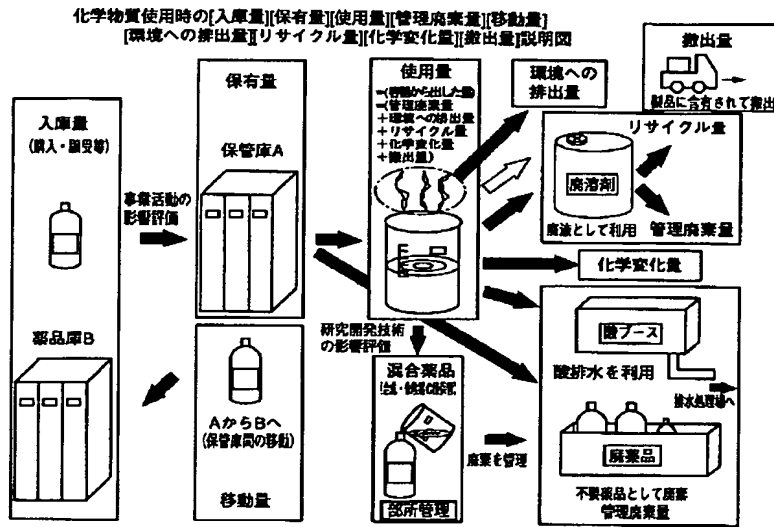 化学物質使用時の[入庫量][保有量][使用量][管理廃棄量][移動量]
[環境への排出量][リサイクル量][化学変化量][搬出量]説明図
入庫量
(購入・譲受等)
薬品庫B
事業活動の
影響評価
保有量
保管庫A
AからBへ
(保管庫間の移動)
移動量
使用量
=(容器から出した量)
=(管理廃棄量
+環境への排出量
+リサイクル量
+化学変化量
+搬出量)
研究開発技術
の影響評価
混合薬品
部所管理
廃棄を管理
環境への
排出量
搬出量
製品に含有されて搬出
リサイクル量
廃溶剤
廃液として利用
管理廃棄量
化学変化量
酸ブース
酸排水を利用
排水処理場へ
廃薬品
不要薬品として廃棄
管理廃棄量